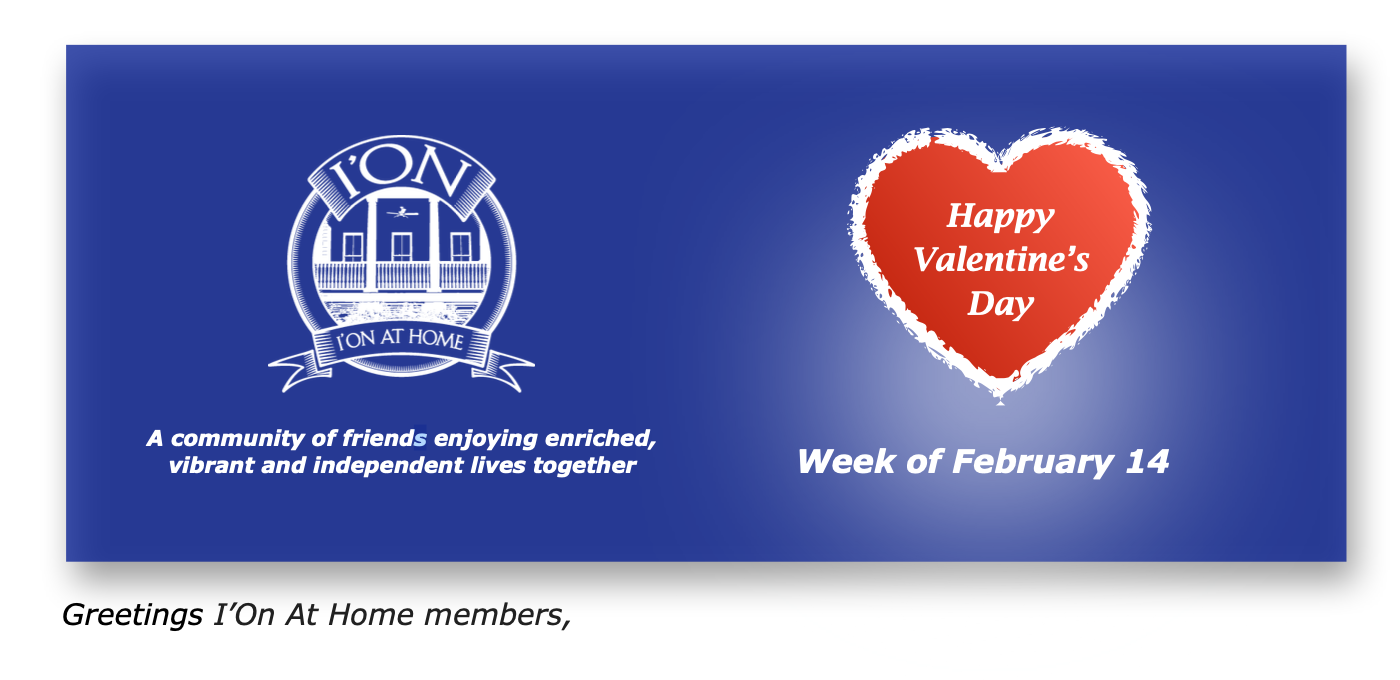 I'ON
I'ON AT HOME
A community of friends enjoying enriched,
vibrant and independent lives together
Happy
Valentine’s
Day
Week of February 14
Greetings I’On At Home members,